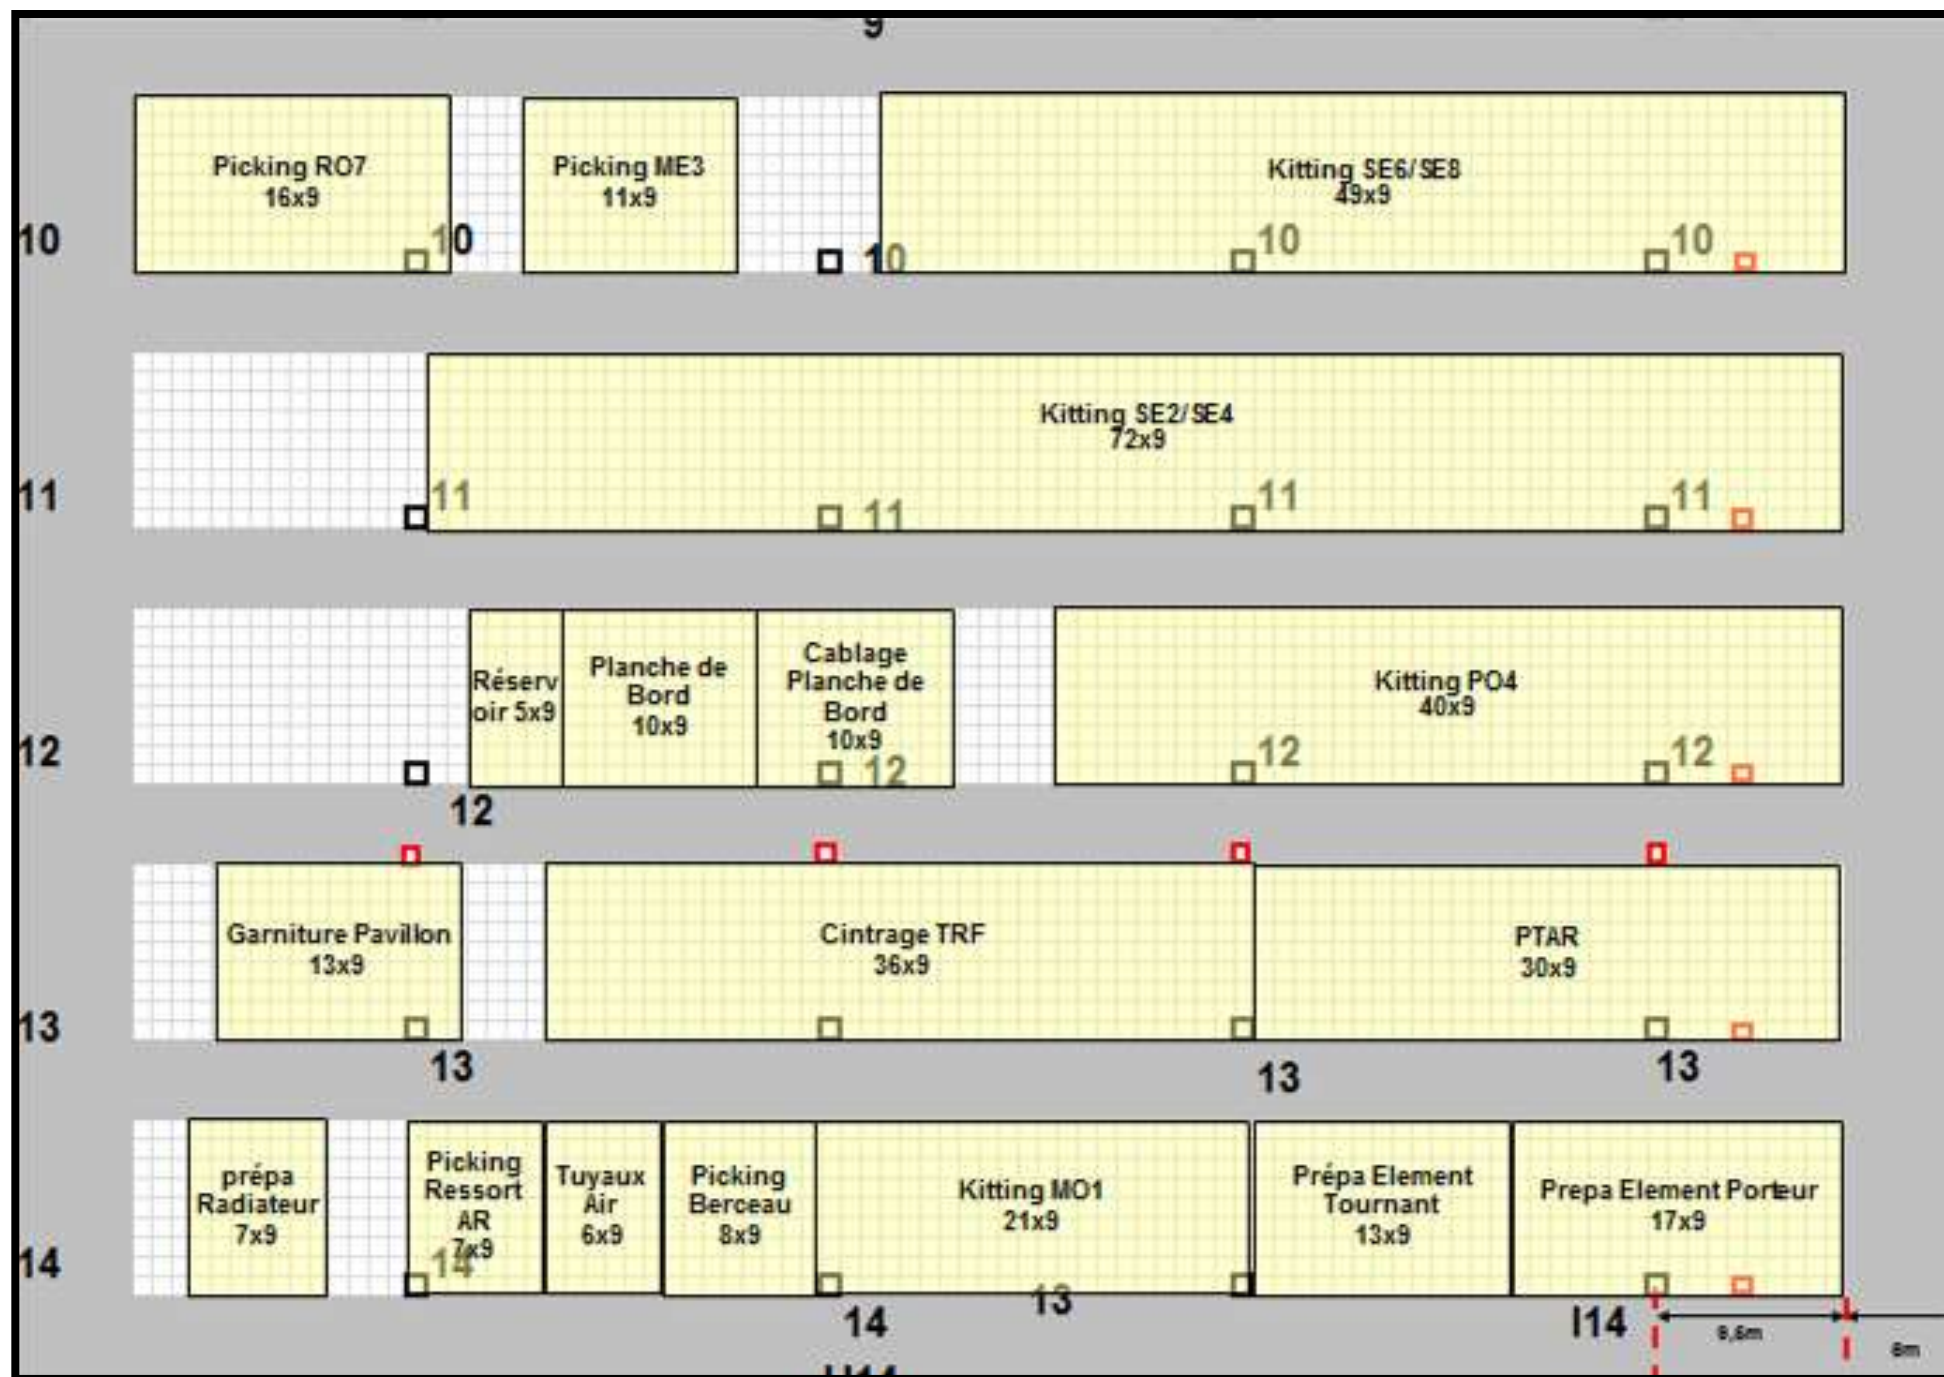 9
Picking RO7
16x9
Picking ME3
11x9
Kitting SE6/SE8
49x9
10
10
10
10
10
Kitting SE2/SE4
72x9
11
11
11
11
11
Réserv
oir 5x9
Planche de
Bord
10x9
Cablage
Planche de
Bord
10x9
Kitting PO4
40x9
12
12
12
12
12
Garniture Pavillon
13x9
Cintrage TRF
36x9
PTAR
30x9
13
13
13
13
prépa
Radiateur
7x9
Picking
Ressort
AR
7x9
Tuyaux
Air
6x9
Picking
Berceau
8x9
Kitting MO1
21x9
Prépa Element
Tournant
13x9
Prepa Element Porteur
17x9
14
14
13
14
I14
9,5m
6m